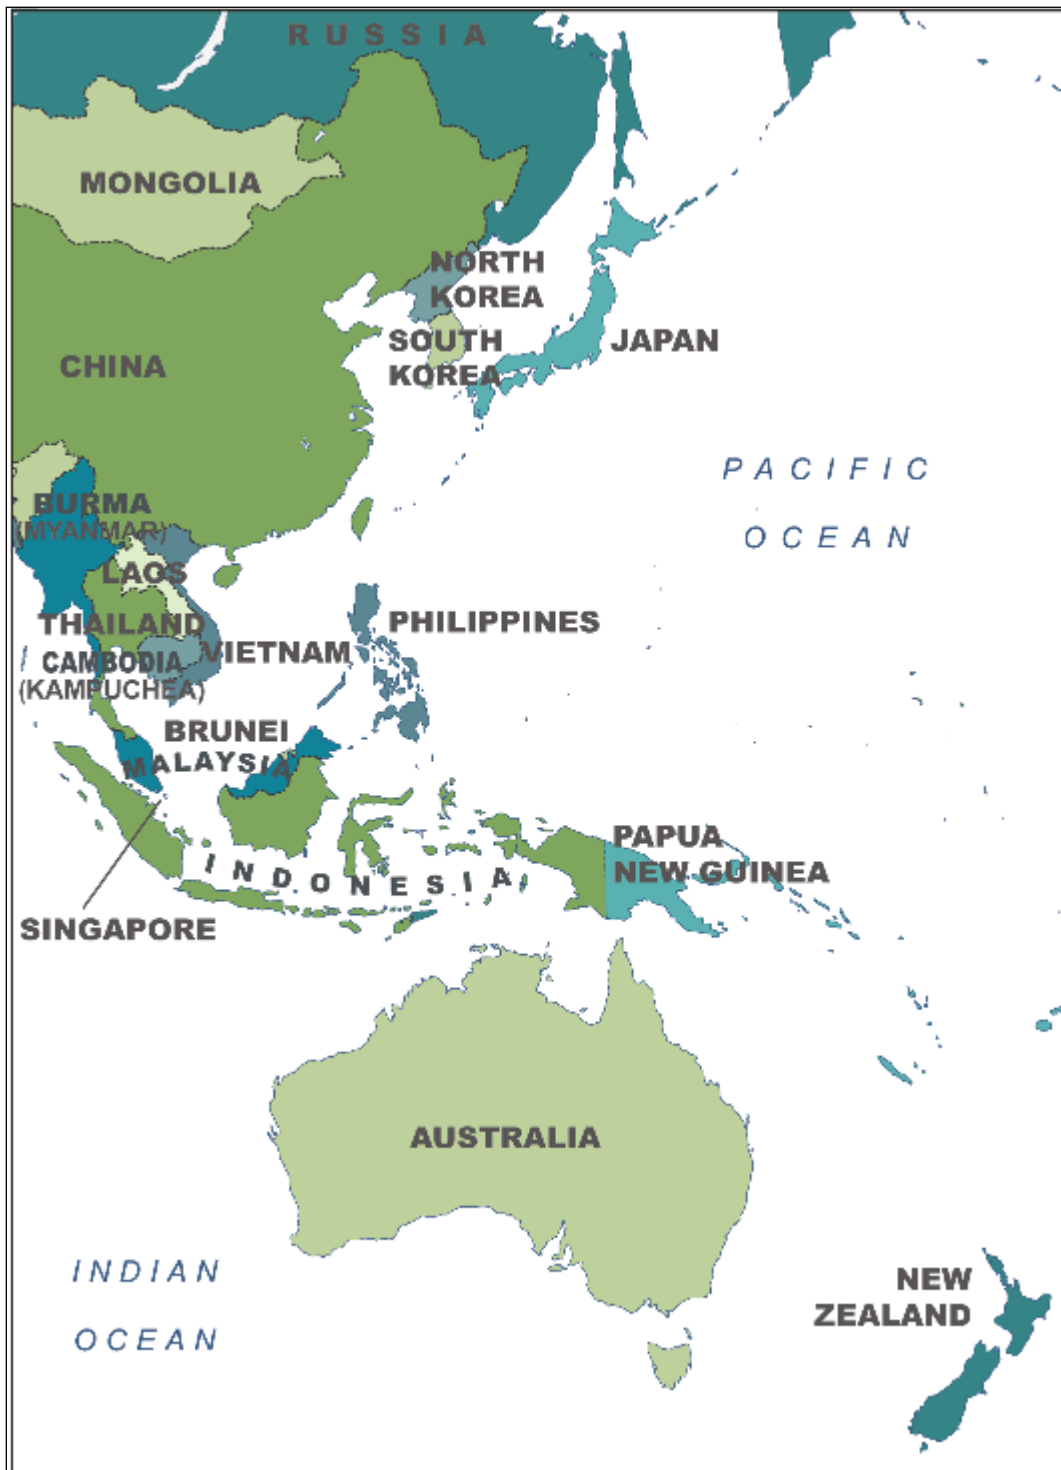 RUSSIA
MONGOLIA
NORTH
KOREA
SOUTH
KOREA
JAPAN
CHINA
PACIFIC
OCEAN
BURMA
(MYANMAR)
LAOS
THAILAND
PHILIPPINES
VIETNAM
CAMBODIA
(KAMPUCHEA)
BRUNEI
MALAYSIA
PAPUA
NEW GUINEA
INDONESIA
SINGAPORE
AUSTRALIA
INDIAN
OCEAN
NEW
ZEALAND